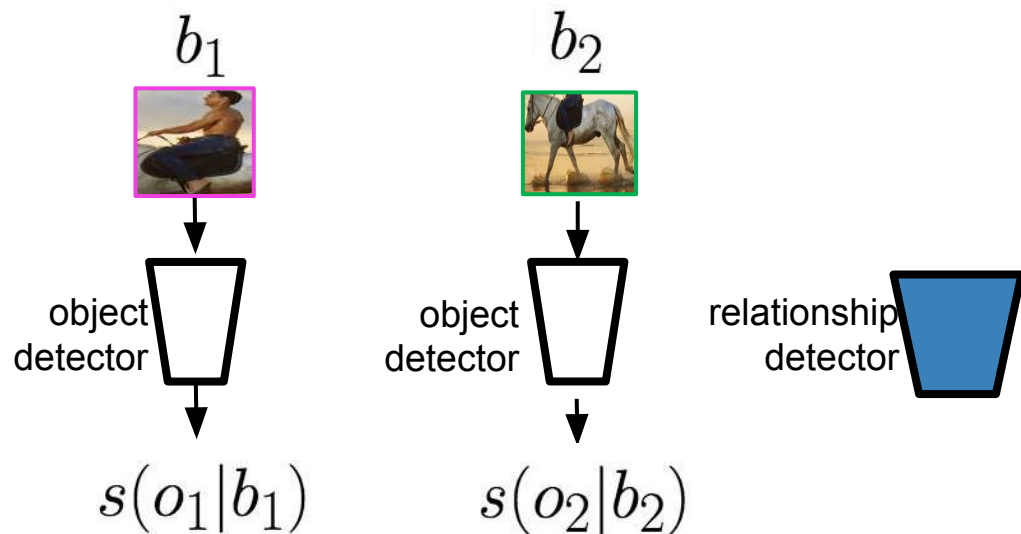 b₁
b₂
object
detector
object
detector
relationship
detector
s(o₁|b₁)
s(o₂|b₂)